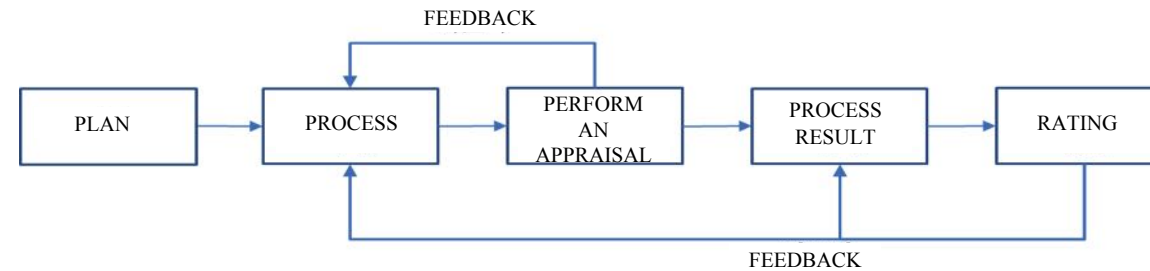 FEEDBACK
PLAN
PROCESS
PERFORM
AN
APPRAISAL
PROCESS
RESULT
RATING
FEEDBACK